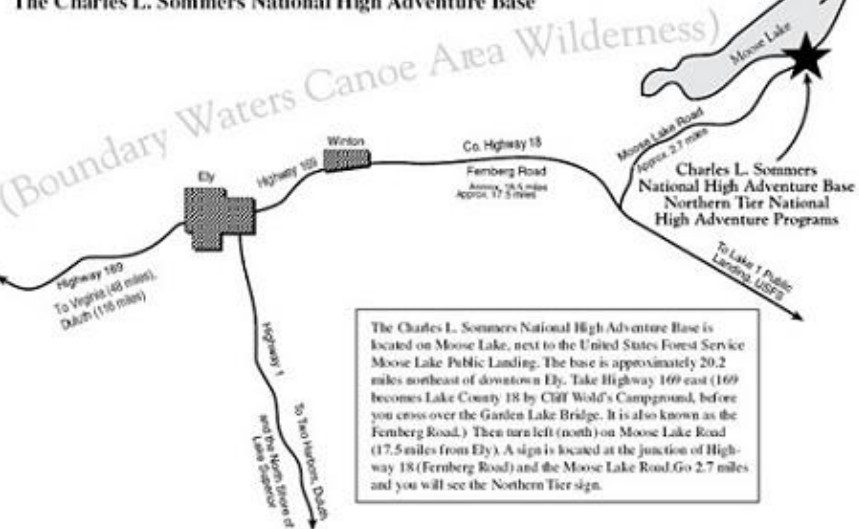 The Charles L. Sommers National High Adventure Base
(Boundary Waters Canoe Area Wilderness)
Moose Lake
Moose Lake Road
Approx. 2.7 miles
Charles L. Sommers
National High Adventure Base
Northern Tier National
High Adventure Programs
Winton
Co. Highway 18
Fernberg Road
Approx. 17.5 miles
Ely
Highway 169
Highway 169
To Virginia (48 miles),
Duluth (116 miles)
To Lake 1 Public
Landing, USFS
Highway 1
To Two Harbors, Duluth
and the North Shore of
Lake Superior
The Charles L. Sommers National High Adventure Base is
located on Moose Lake, next to the United States Forest Service
Moose Lake Public Landing. The base is approximately 20.2
miles northeast of downtown Ely. Take Highway 169 east (169
becomes Lake County 18 by Cliff Wold's Campground, before
you cross over the Garden Lake Bridge. It is also known as the
Fernberg Road.) Then turn left (north) on Moose Lake Road
(17.5 miles from Ely). A sign is located at the junction of High-
way 18 (Fernberg Road) and the Moose Lake Road.Go 2.7 miles
and you will see the Northern Tier sign.